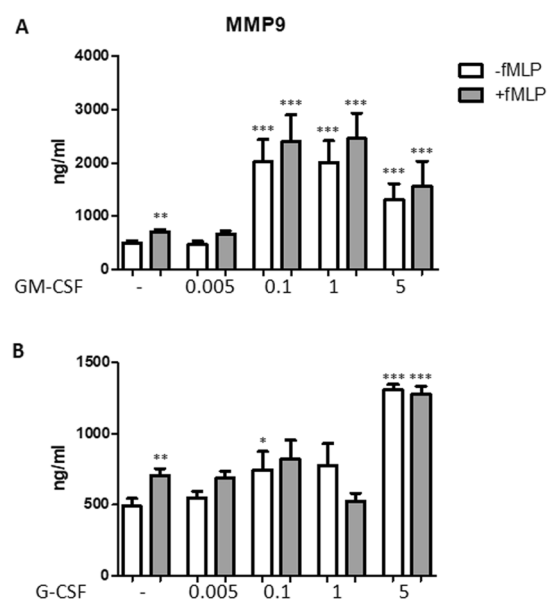 A
MMP9
-fMLP
+fMLP
4000
3000
2000
1000
0
ng/ml
**
***
***
***
***
***
***
GM-CSF - 0.005 0.1 1 5
B
1500
1000
500
0
ng/ml
**
*
***
***
G-CSF - 0.005 0.1 1 5